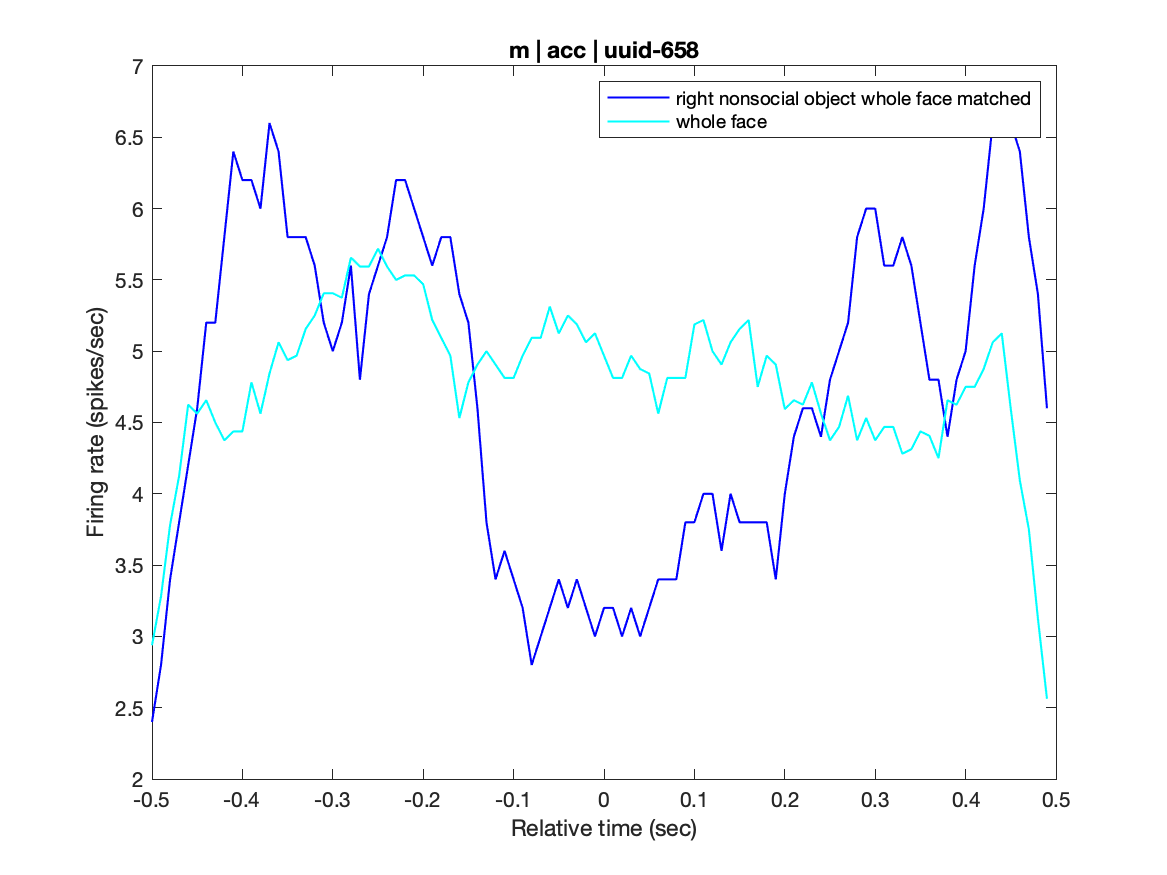 m | acc | uuid-658
right nonsocial object whole face matched
whole face
Firing rate (spikes/sec)
7
6.5
6
5.5
5
4.5
4
3.5
3
2.5
2
-0.5 -0.4 -0.3 -0.2 -0.1 0 0.1 0.2 0.3 0.4 0.5
Relative time (sec)